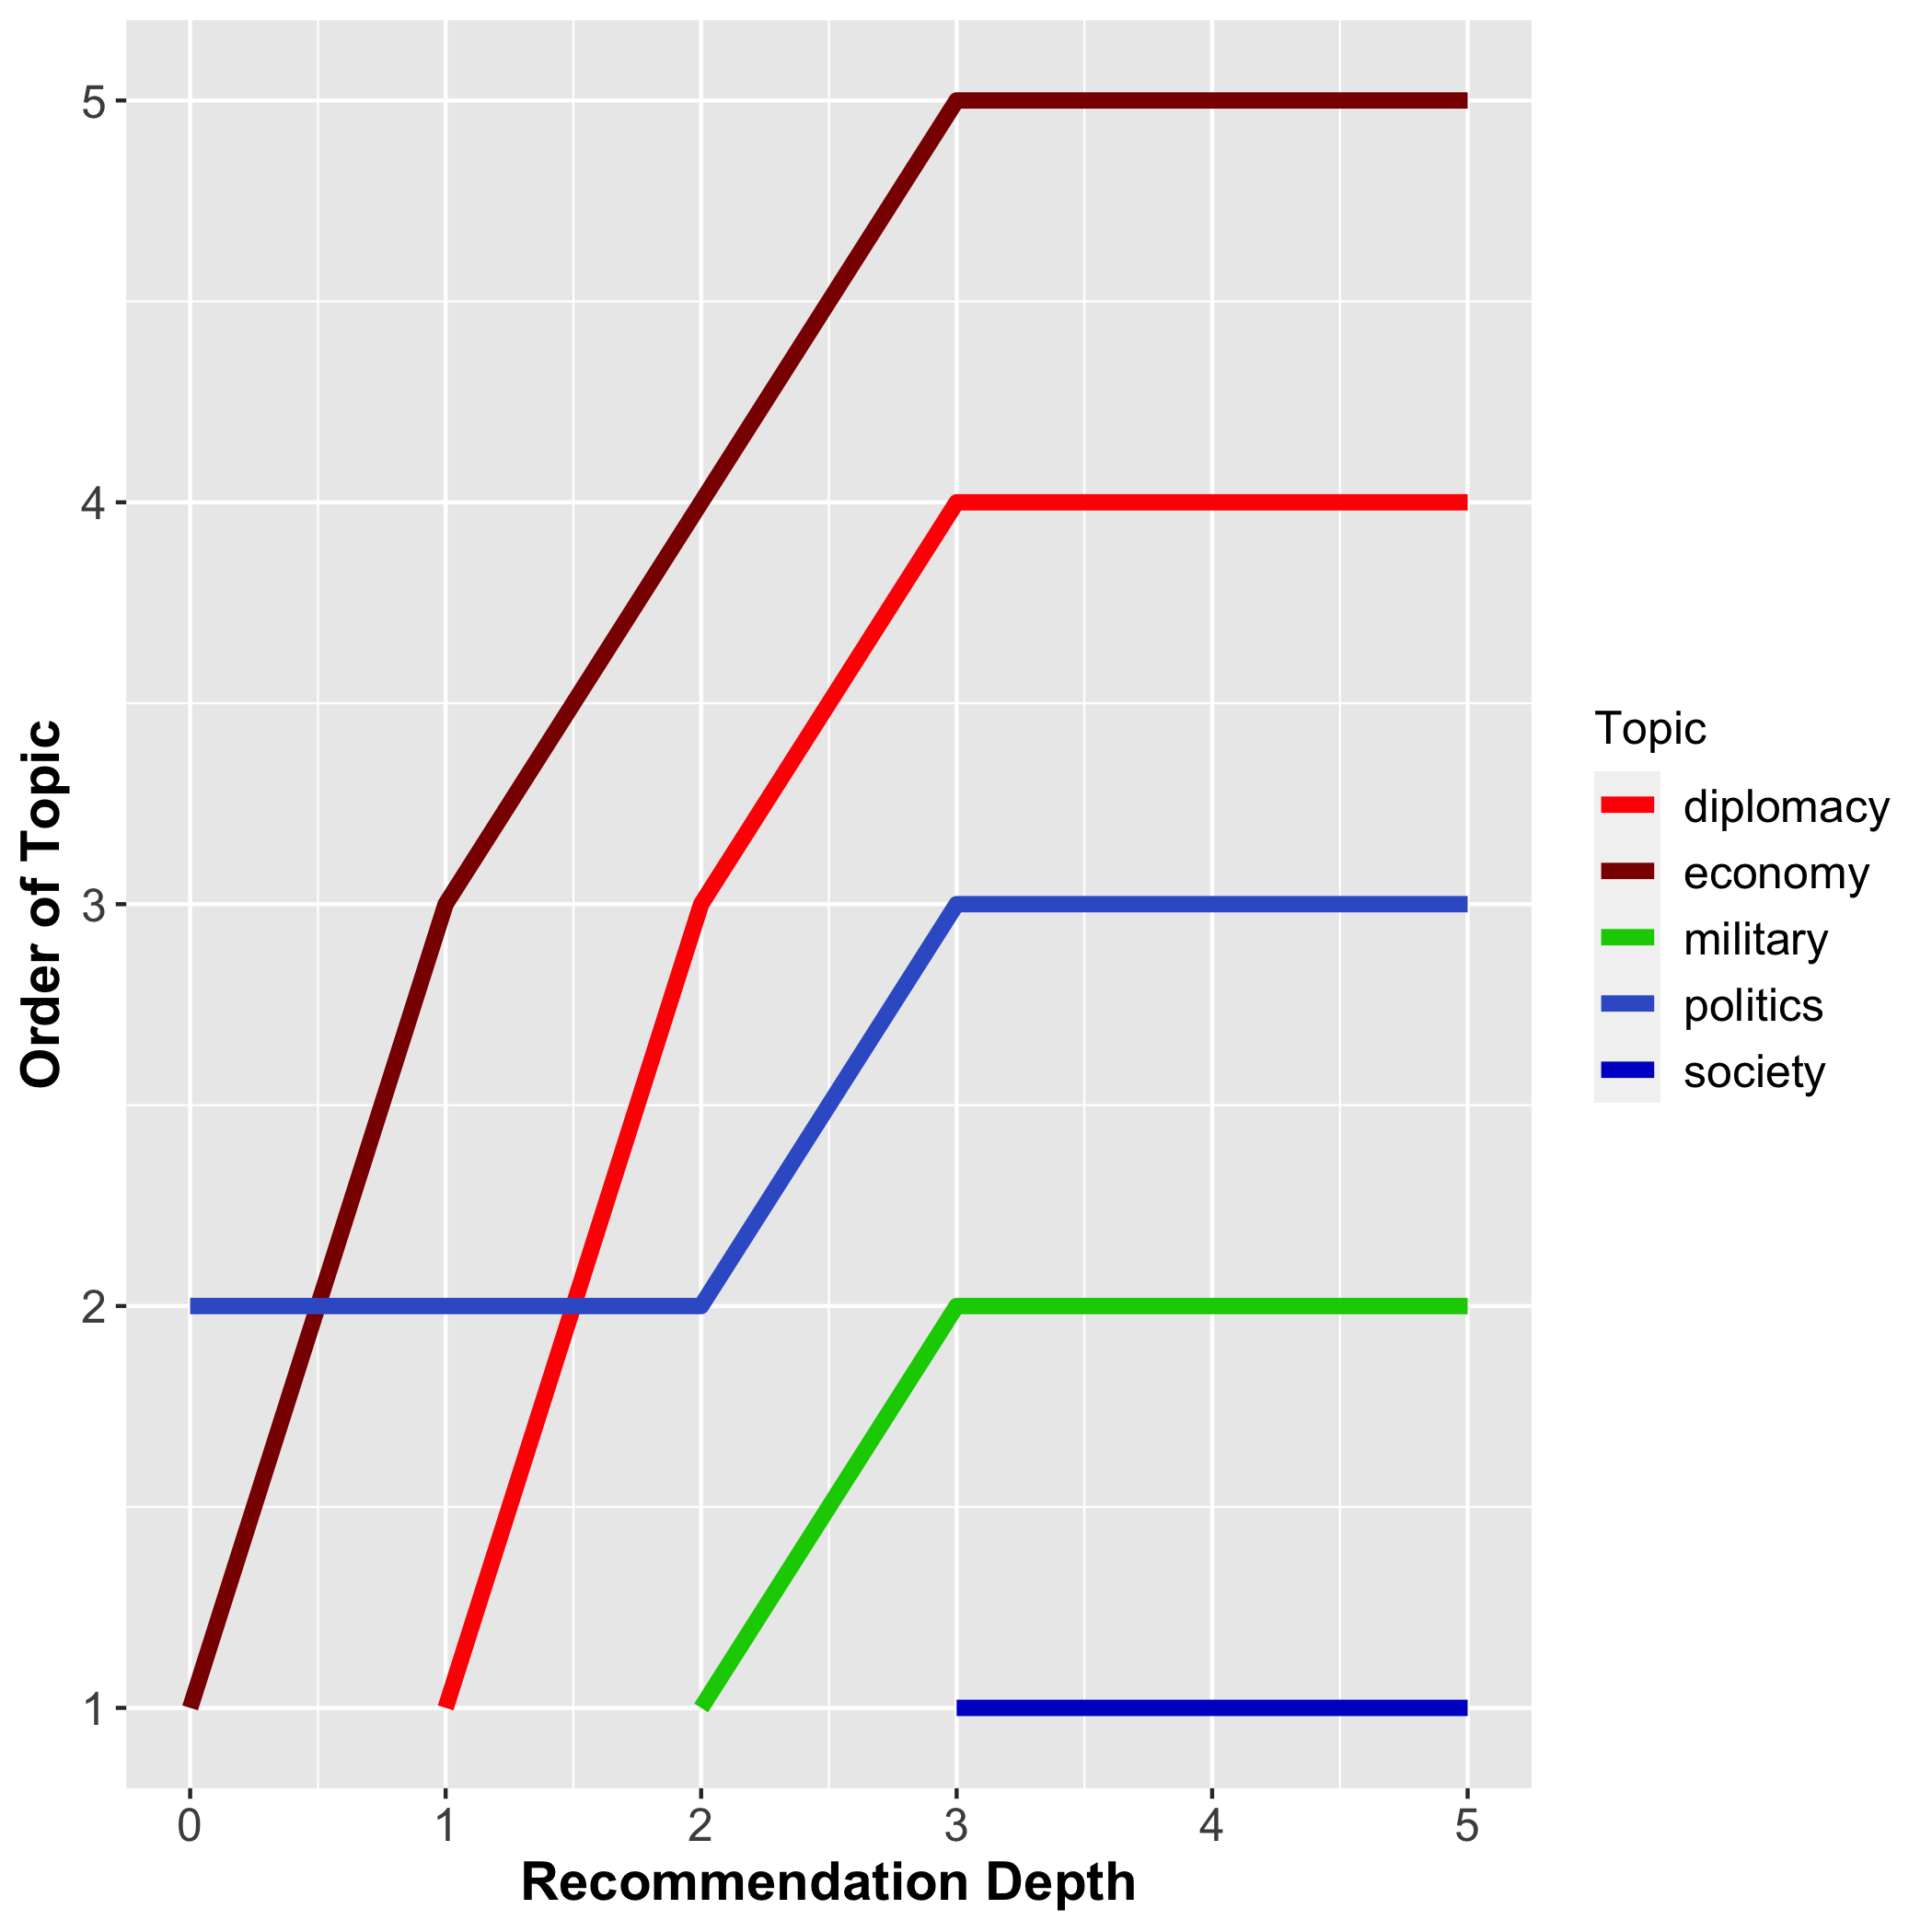 5
4
3
2
1
Order of Topic
0 1 2 3 4 5
Recommendation Depth
Topic
diplomacy
economy
military
politics
society